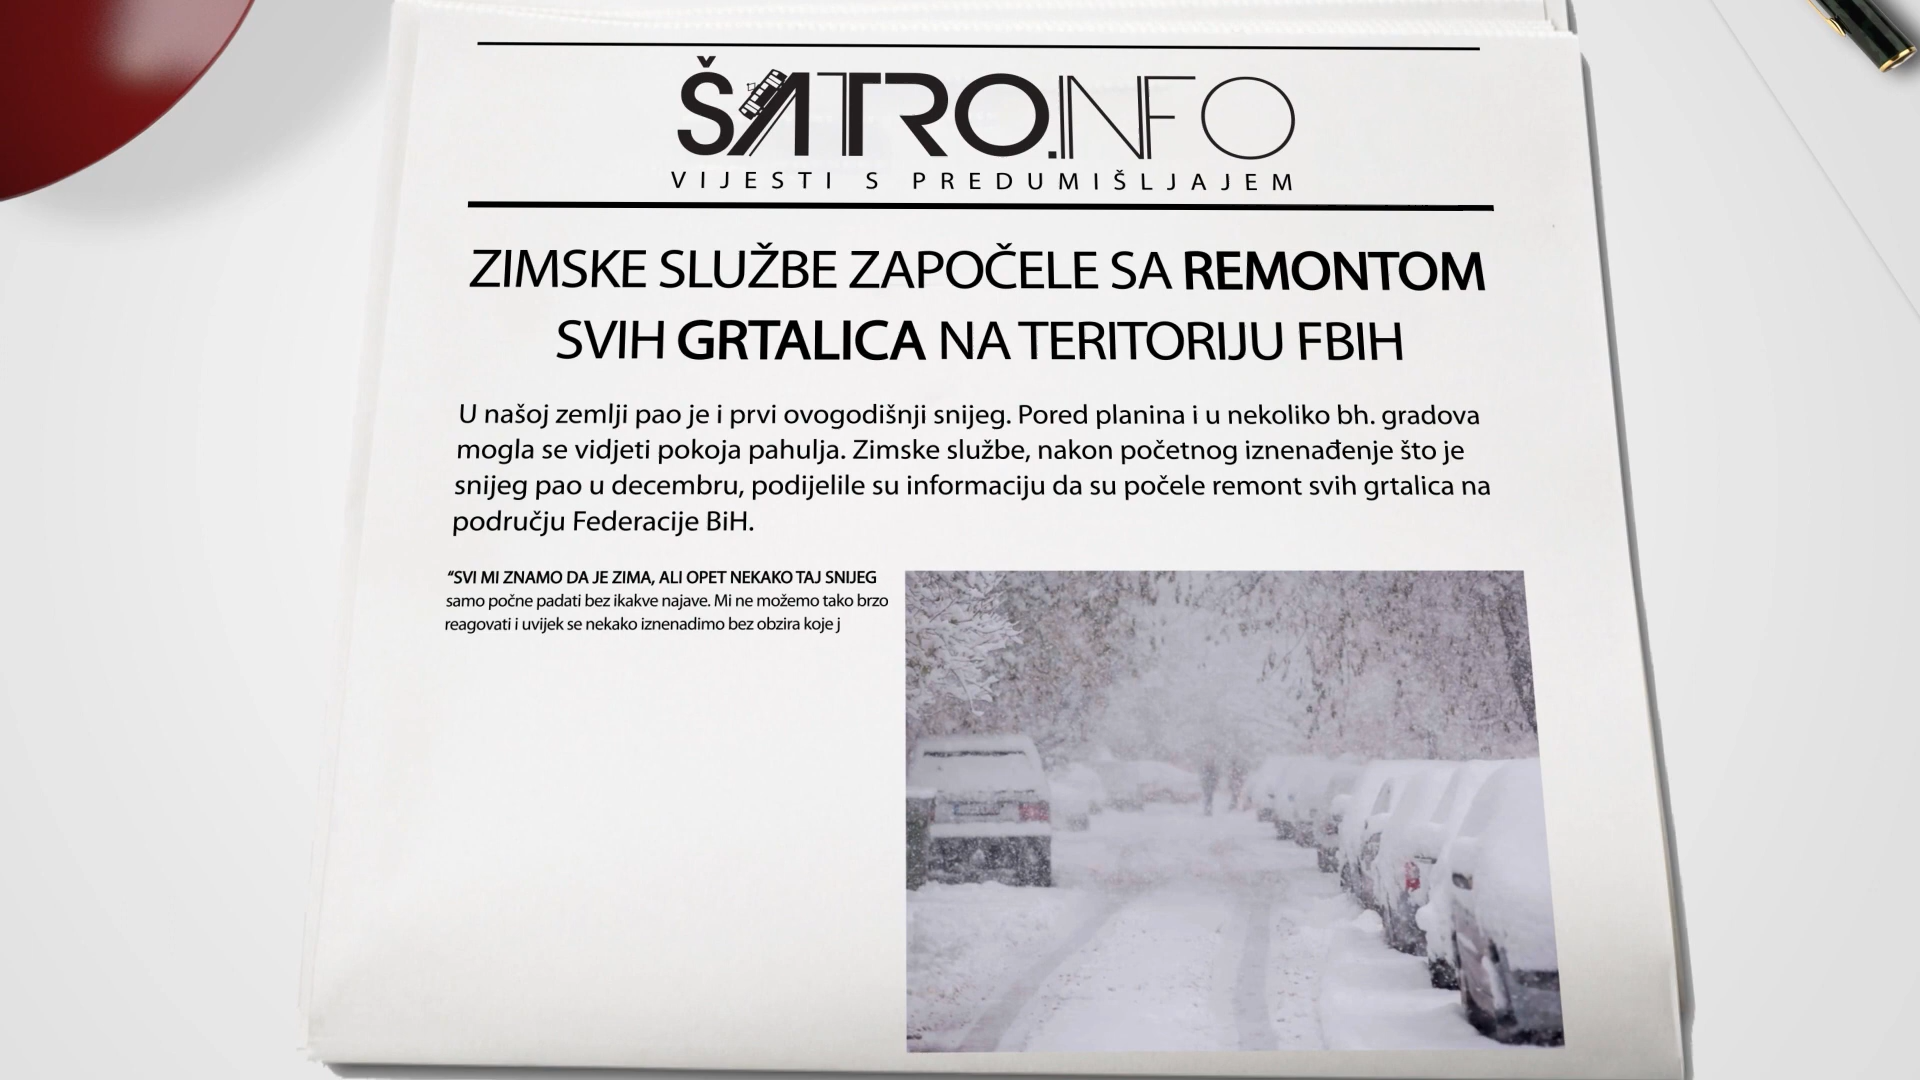 ŠATRO.INFO
VIJESTI S PREDUMIŠLJAJEM
ZIMSKE SLUŽBE ZAPOČELE SA REMONTOM
SVIH GRTALICA NA TERITORIJU FBIH
U našoj zemlji pao je i prvi ovogodišnji snijeg. Pored planina i u nekoliko bh. gradova
mogla se vidjeti pokoja pahulja. Zimske službe, nakon početnog iznenađenje što je
snijeg pao u decembru, podijelile su informaciju da su počele remont svih grtalica na
području Federacije BiH.
“SVI MI ZNAMO DA JE ZIMA, ALI OPET NEKAKO TAJ SNIJEG
samo počne padati bez ikakve najave. Mi ne možemo tako brzo
reagovati i uvijek se nekako iznenadimo bez obzira koje j